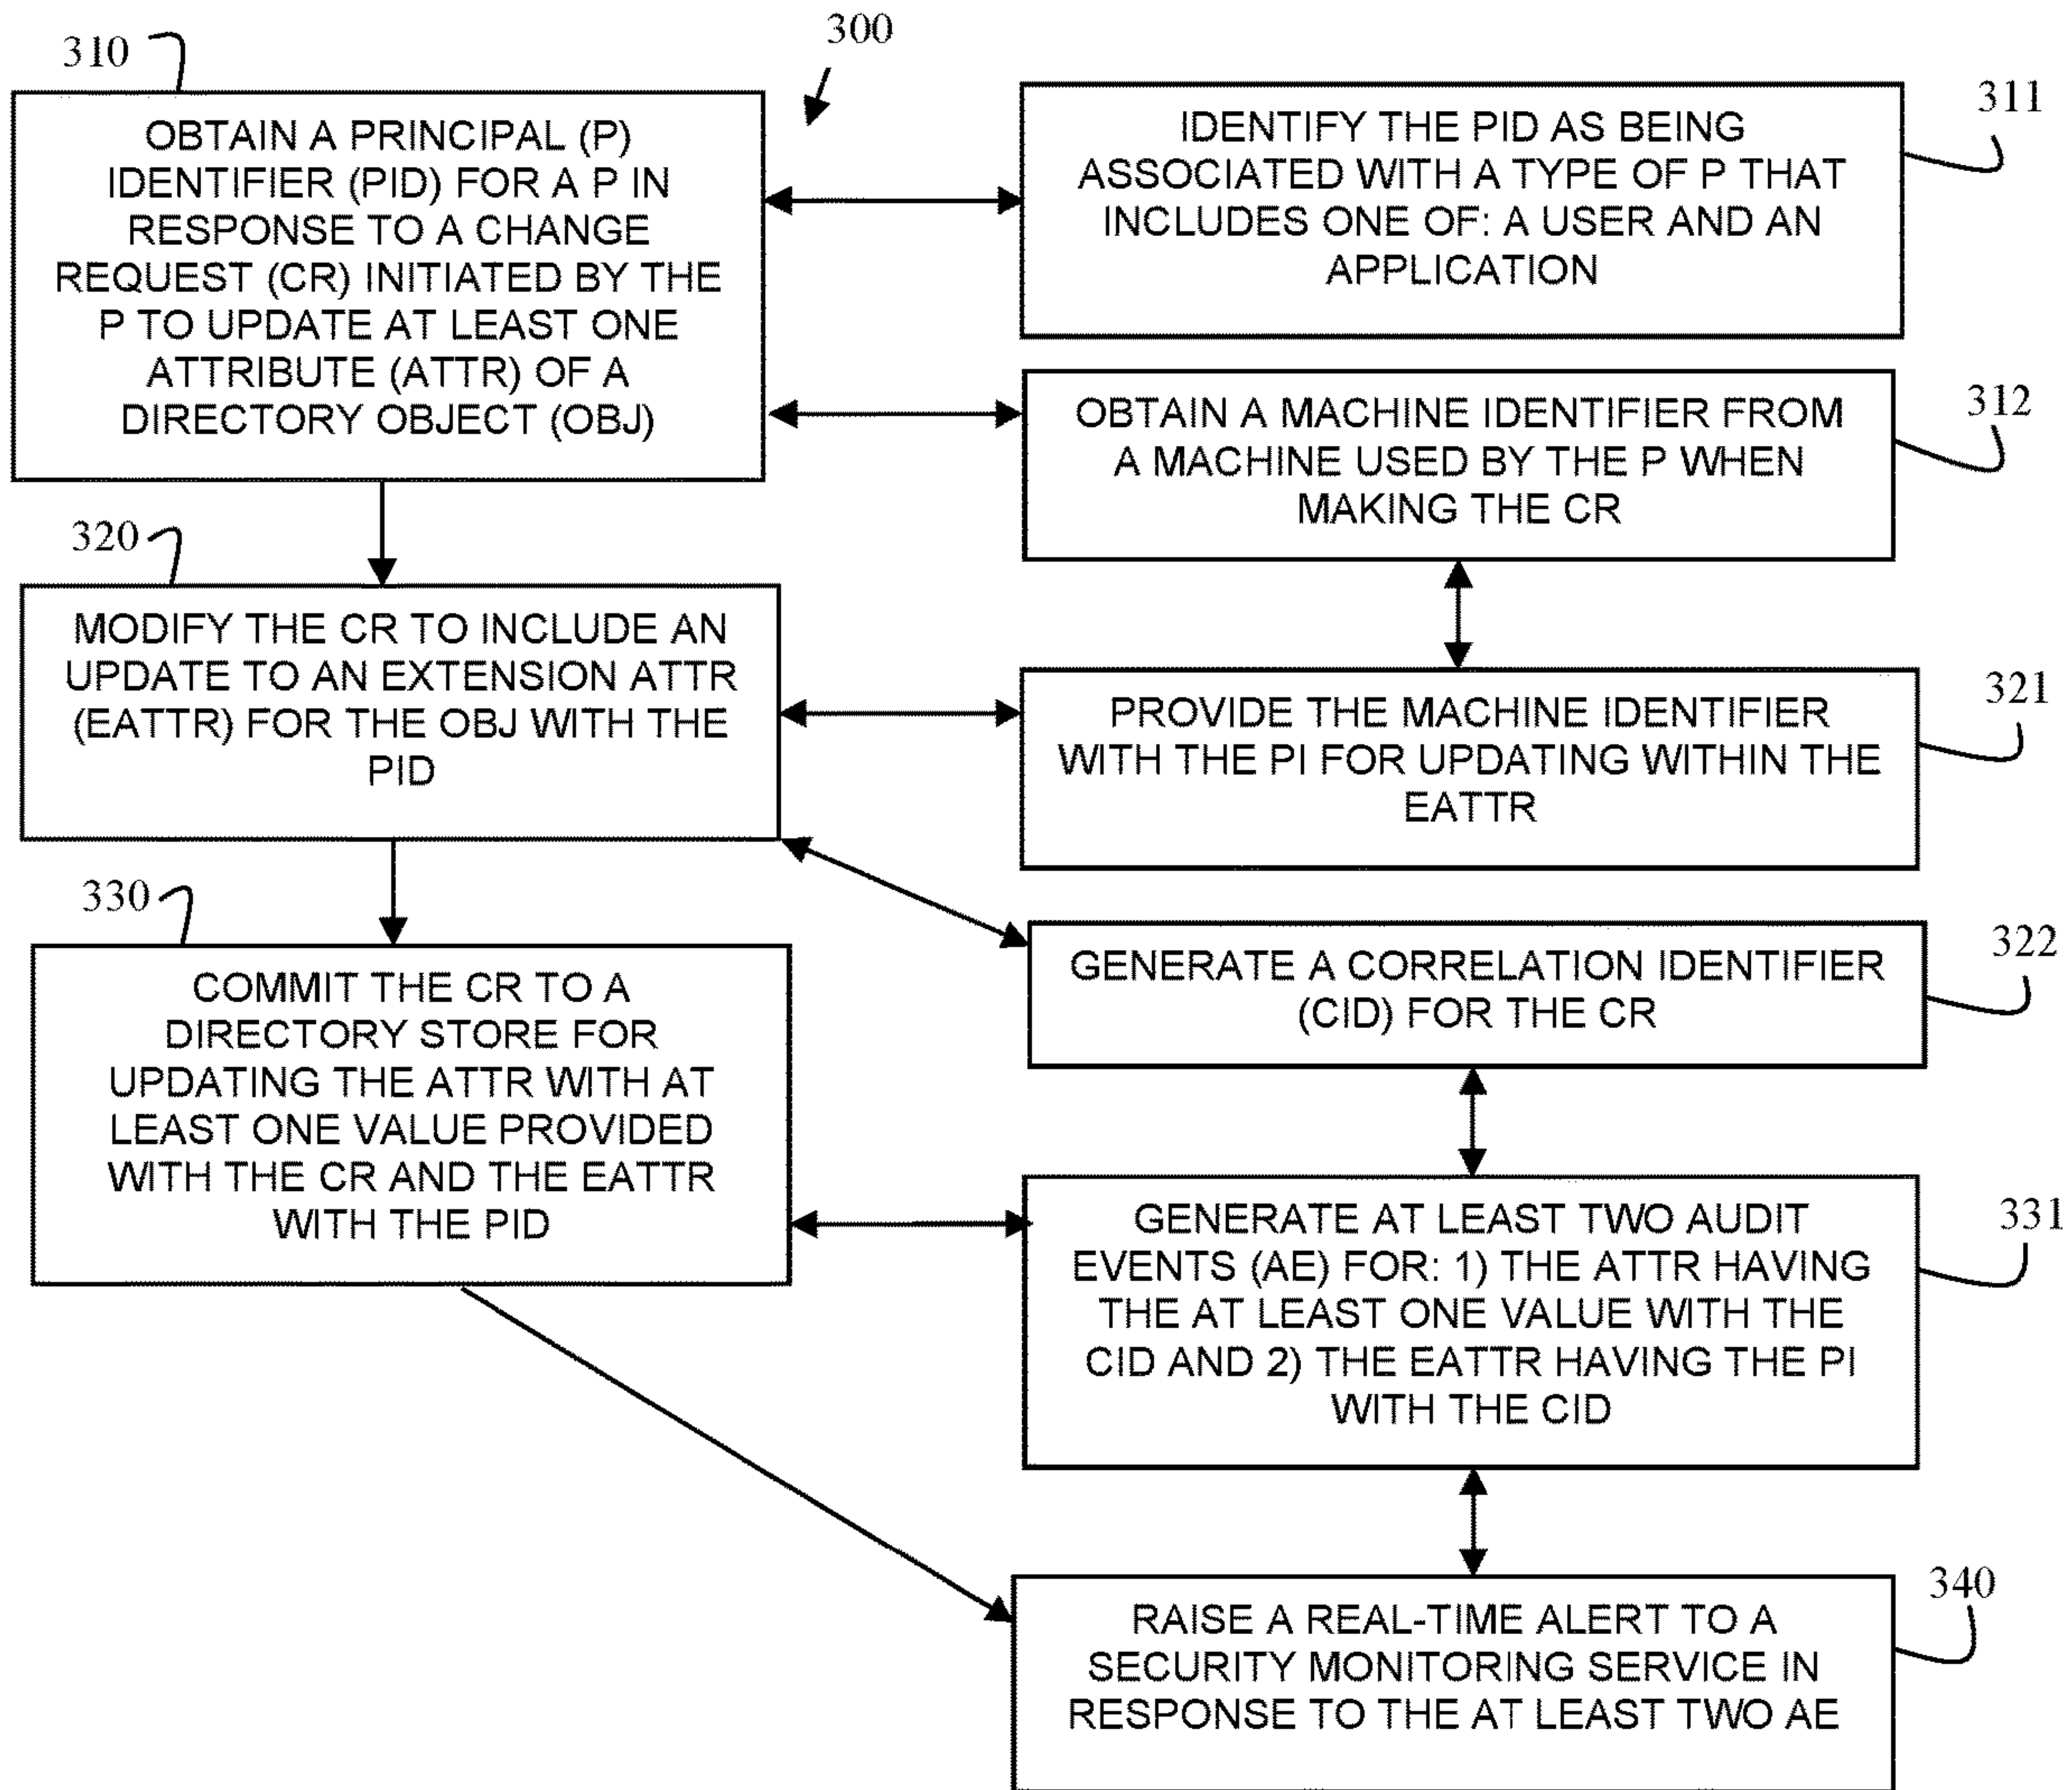 300
310
OBTAIN A PRINCIPAL (P)
IDENTIFIER (PID) FOR A P IN
RESPONSE TO A CHANGE
REQUEST (CR) INITIATED BY THE
P TO UPDATE AT LEAST ONE
ATTRIBUTE (ATTR) OF A
DIRECTORY OBJECT (OBJ)
311
IDENTIFY THE PID AS BEING
ASSOCIATED WITH A TYPE OF P THAT
INCLUDES ONE OF: A USER AND AN
APPLICATION
312
OBTAIN A MACHINE IDENTIFIER FROM
A MACHINE USED BY THE P WHEN
MAKING THE CR
320
MODIFY THE CR TO INCLUDE AN
UPDATE TO AN EXTENSION ATTR
(EATTR) FOR THE OBJ WITH THE
PID
321
PROVIDE THE MACHINE IDENTIFIER
WITH THE PI FOR UPDATING WITHIN THE
EATTR
322
GENERATE A CORRELATION IDENTIFIER
(CID) FOR THE CR
330
COMMIT THE CR TO A
DIRECTORY STORE FOR
UPDATING THE ATTR WITH AT
LEAST ONE VALUE PROVIDED
WITH THE CR AND THE EATTR
WITH THE PID
331
GENERATE AT LEAST TWO AUDIT
EVENTS (AE) FOR: 1) THE ATTR HAVING
THE AT LEAST ONE VALUE WITH THE
CID AND 2) THE EATTR HAVING THE PI
WITH THE CID
340
RAISE A REAL-TIME ALERT TO A
SECURITY MONITORING SERVICE IN
RESPONSE TO THE AT LEAST TWO AE